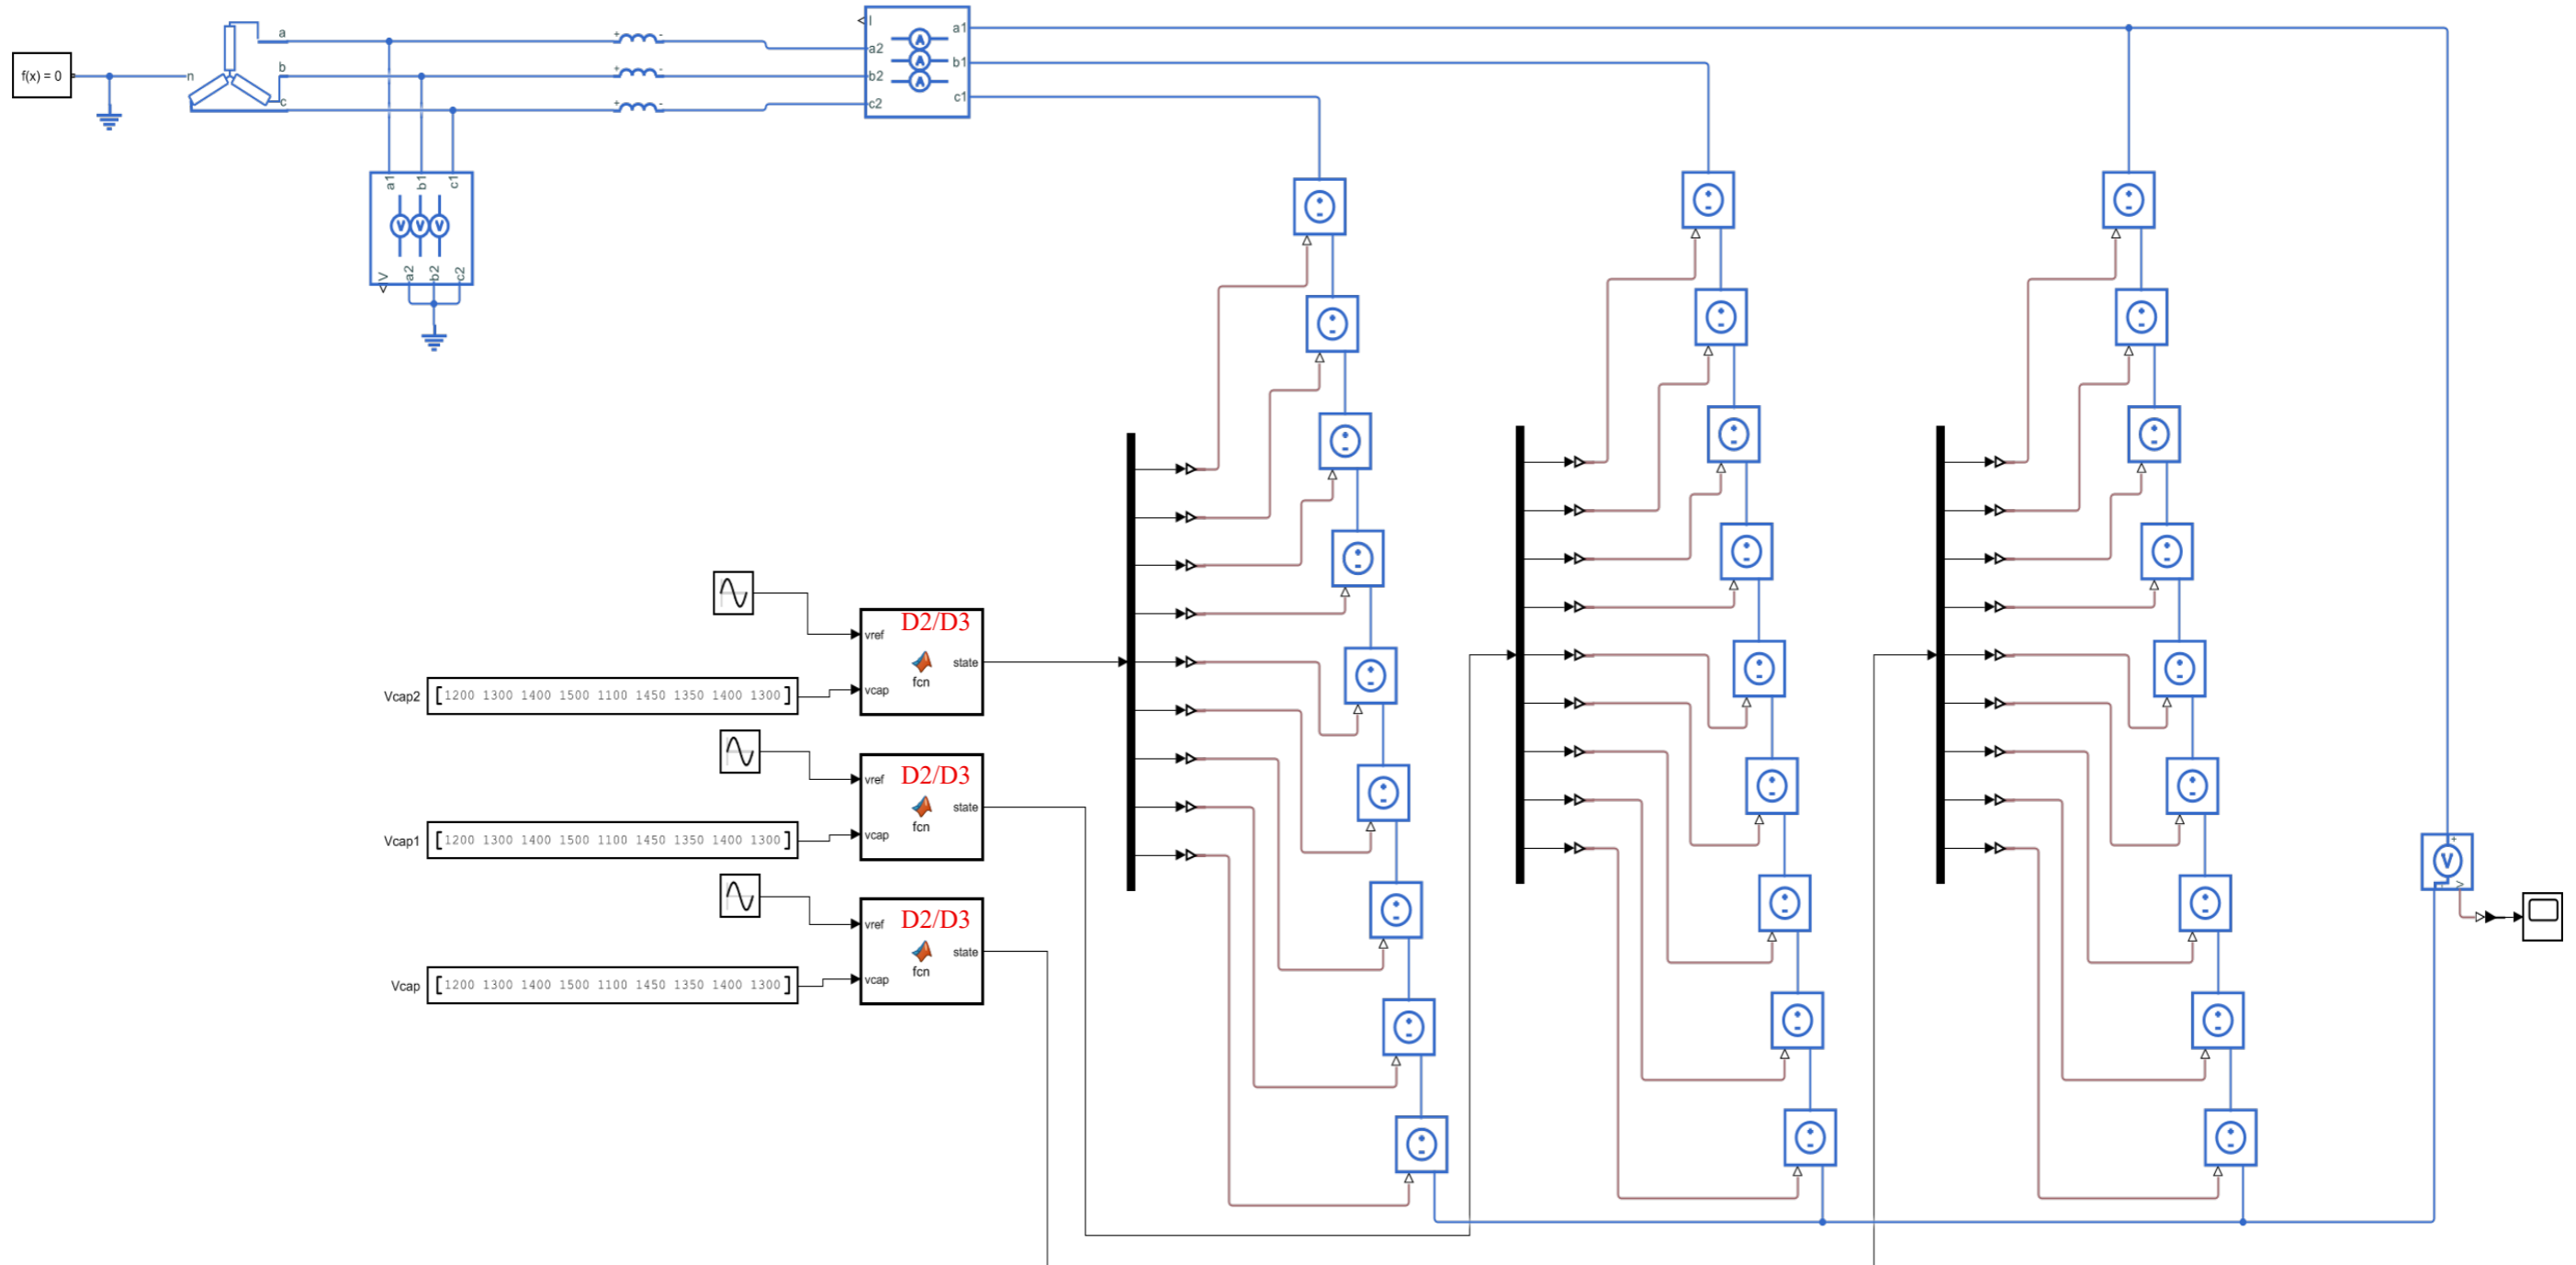 f(x) = 0
n
a
b
c
I
a2
b2
c2
A
A
A
a1
b1
c1
a1
b1
c1
V V V
V
a2
b2
c2
D2/D3
vref
state
fcn
vcap
Vcap2
[1200 1300 1400 1500 1100 1450 1350 1400 1300]
D2/D3
vref
state
fcn
vcap
Vcap1
[1200 1300 1400 1500 1100 1450 1350 1400 1300]
D2/D3
vref
state
fcn
vcap
Vcap
[1200 1300 1400 1500 1100 1450 1350 1400 1300]
V
V